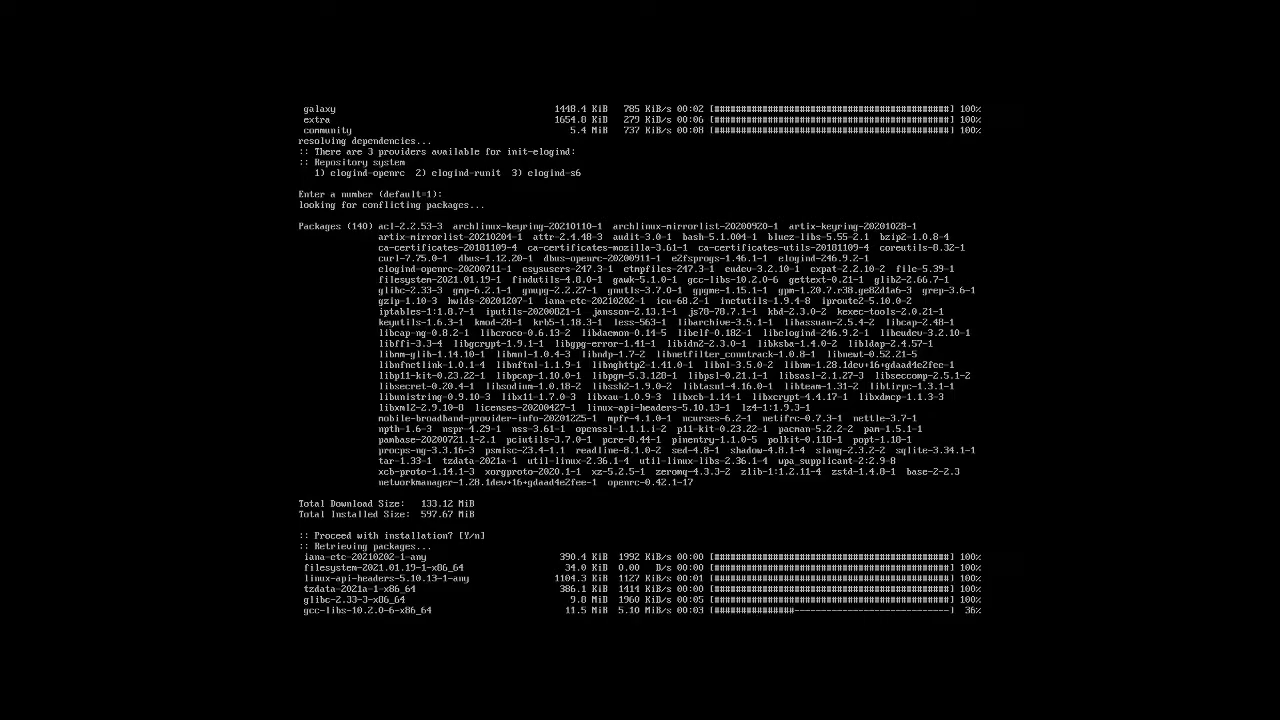 galaxy 1448.4 KiB 785 KiB/s 00:02 [############################################] 100%
extra 1654.8 KiB 279 KiB/s 00:06 [############################################] 100%
community 5.4 MiB 737 KiB/s 00:08 [############################################] 100%
resolving dependencies...
:: There are 3 providers available for init-elogind:
:: Repository system
1) elogind-openrc 2) elogind-runit 3) elogind-s6
Enter a number (default=1):
looking for conflicting packages...
Packages (140) acl-2.2.53-3 archlinux-keyring-20210110-1 archlinux-mirrorlist-20200920-1 artix-keyring-20201028-1
artix-mirrorlist-20210204-1 attr-2.4.48-3 audit-3.0-1 bash-5.1.004-1 bluez-libs-5.55-2.1 bzip2-1.0.8-4
ca-certificates-20181109-4 ca-certificates-mozilla-3.61-1 ca-certificates-utils-20181109-4 coreutils-8.32-1
curl-7.75.0-1 dbus-1.12.20-1 dbus-openrc-20200911-1 e2fsprogs-1.46.1-1 elogind-246.9.2-1
elogind-openrc-20200711-1 esysusers-247.3-1 etmpfiles-247.3-1 eudev-3.2.10-1 expat-2.2.10-2 file-5.39-1
filesystem-2021.01.19-1 findutils-4.8.0-1 gawk-5.1.0-1 gcc-libs-10.2.0-6 gettext-0.21-1 glib2-2.66.7-1
glibc-2.33-3 gmp-6.2.1-1 gnupg-2.2.27-1 gnutls-3.7.0-1 gpgme-1.15.1-1 gpm-1.20.7.r38.ge82d1a6-3 grep-3.6-1
gzip-1.10-3 hwids-20201207-1 iana-etc-20210202-1 icu-68.2-1 inetutils-1.9.4-8 iproute2-5.10.0-2
iptables-1:1.8.7-1 iputils-20200821-1 jansson-2.13.1-1 js78-78.7.1-1 kbd-2.3.0-2 kexec-tools-2.0.21-1
keyutils-1.6.3-1 kmod-28-1 krb5-1.18.3-1 less-563-1 libarchive-3.5.1-1 libassuan-2.5.4-2 libcap-2.48-1
libcap-ng-0.8.2-1 libcroco-0.6.13-2 libdaemon-0.14-5 libelf-0.182-1 libelogind-246.9.2-1 libeudev-3.2.10-1
libffi-3.3-4 libgcrypt-1.9.1-1 libgpg-error-1.41-1 libidn2-2.3.0-1 libksba-1.4.0-2 libldap-2.4.57-1
libmm-glib-1.14.10-1 libmnl-1.0.4-3 libndp-1.7-2 libnetfilter_conntrack-1.0.8-1 libnewt-0.52.21-5
libnfnetlink-1.0.1-4 libnftnl-1.1.9-1 libnghttp2-1.41.0-1 libnl-3.5.0-2 libnm-1.28.1dev+16+gdaad4e2fee-1
libp11-kit-0.23.22-1 libpcap-1.10.0-1 libpgm-5.3.128-1 libpsl-0.21.1-1 libsasl-2.1.27-3 libseccomp-2.5.1-2
libsecret-0.20.4-1 libsodium-1.0.18-2 libssh2-1.9.0-2 libtasn1-4.16.0-1 libteam-1.31-2 libtirpc-1.3.1-1
libunistring-0.9.10-3 libx11-1.7.0-3 libxau-1.0.9-3 libxcb-1.14-1 libxcrypt-4.4.17-1 libxdmcp-1.1.3-3
libxml2-2.9.10-8 licenses-20200427-1 linux-api-headers-5.10.13-1 lz4-1:1.9.3-1
mobile-broadband-provider-info-20201225-1 mpfr-4.1.0-1 ncurses-6.2-1 netifrc-0.7.3-1 nettle-3.7-1
npth-1.6-3 nspr-4.29-1 nss-3.61-1 openssl-1.1.1.i-2 p11-kit-0.23.22-1 pacman-5.2.2-2 pam-1.5.1-1
pambase-20200721.1-2.1 pciutils-3.7.0-1 pcre-8.44-1 pinentry-1.1.0-5 polkit-0.118-1 popt-1.18-1
procps-ng-3.3.16-3 psmisc-23.4-1.1 readline-8.1.0-2 sed-4.8-1 shadow-4.8.1-4 slang-2.3.2-2 sqlite-3.34.1-1
tar-1.33-1 tzdata-2021a-1 util-linux-2.36.1-4 util-linux-libs-2.36.1-4 wpa_supplicant-2:2.9-8
xcb-proto-1.14.1-3 xorgproto-2020.1-1 xz-5.2.5-1 zeromq-4.3.3-2 zlib-1:1.2.11-4 zstd-1.4.8-1 base-2-2.3
networkmanager-1.28.1dev+16+gdaad4e2fee-1 openrc-0.42.1-17
Total Download Size: 133.12 MiB
Total Installed Size: 597.67 MiB
:: Proceed with installation? [Y/n]
:: Retrieving packages...
iana-etc-20210202-1-any 390.4 KiB 1992 KiB/s 00:00 [############################################] 100%
filesystem-2021.01.19-1-x86_64 34.0 KiB 0.00 B/s 00:00 [############################################] 100%
linux-api-headers-5.10.13-1-any 1104.3 KiB 1127 KiB/s 00:01 [############################################] 100%
tzdata-2021a-1-x86_64 386.1 KiB 1414 KiB/s 00:00 [############################################] 100%
glibc-2.33-3-x86_64 9.8 MiB 1960 KiB/s 00:05 [############################################] 100%
gcc-libs-10.2.0-6-x86_64 11.5 MiB 5.10 MiB/s 00:03 [###############-----------------------------] 36%